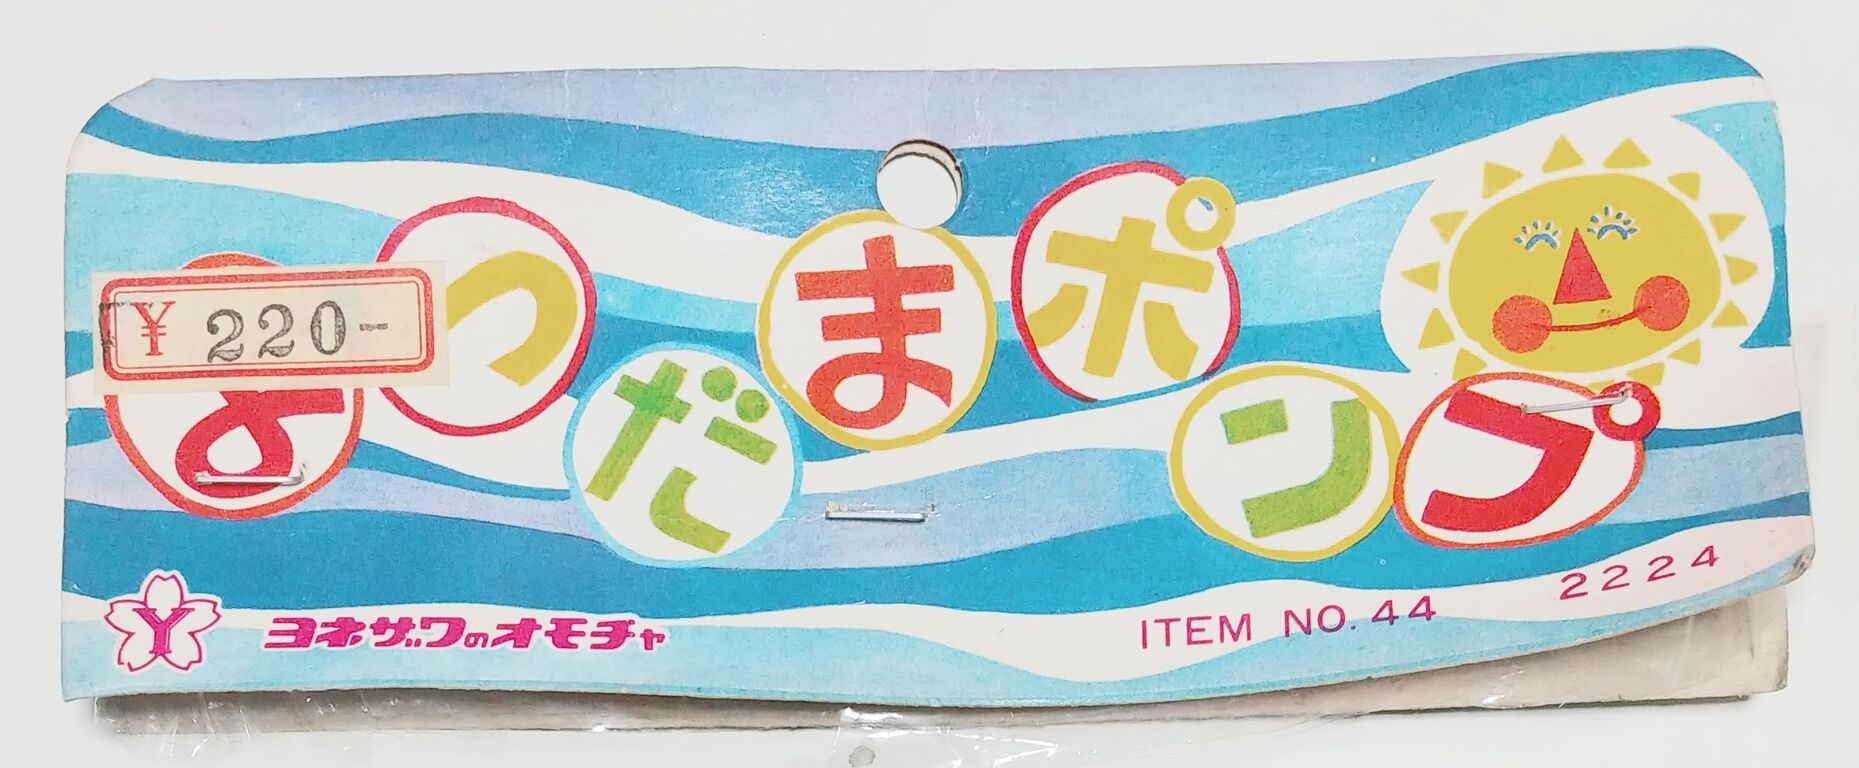 ¥220-
つだまポンプ
Y
ヨネザワのオモチャ
ITEM NO. 44
2224